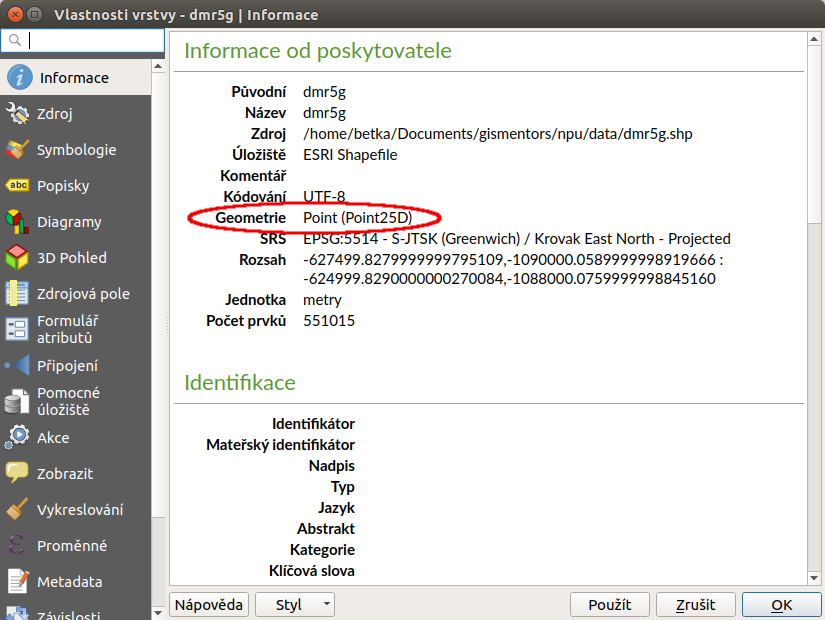 Vlastnosti vrstvy - dmr5g | Informace
Informace
Zdroj
Symbologie
abc Popisky
Diagramy
3D Pohled
Zdrojová pole
Formulář
atributů
Připojení
Pomocné
úložiště
Akce
Zobrazit
Vykreslování
Proměnné
Metadata
Závislosti
Informace od poskytovatele
Původní dmr5g
Název dmr5g
Zdroj /home/betka/Documents/gismentors/npu/data/dmr5g.shp
Úložiště ESRI Shapefile
Komentář
Kódování UTF-8
Geometrie Point (Point25D)
SRS EPSG:5514 - S-JTSK (Greenwich) / Krovak East North - Projected
Rozsah -627499.8279999999795109,-1090000.0589999998919666 :
-624999.8290000000270084,-1088000.0759999998845160
Jednotka metry
Počet prvků 551015
Identifikace
Identifikátor
Mateřský identifikátor
Nadpis
Typ
Jazyk
Abstrakt
Kategorie
Klíčová slova
Nápověda
Styl
Použít
Zrušit
OK